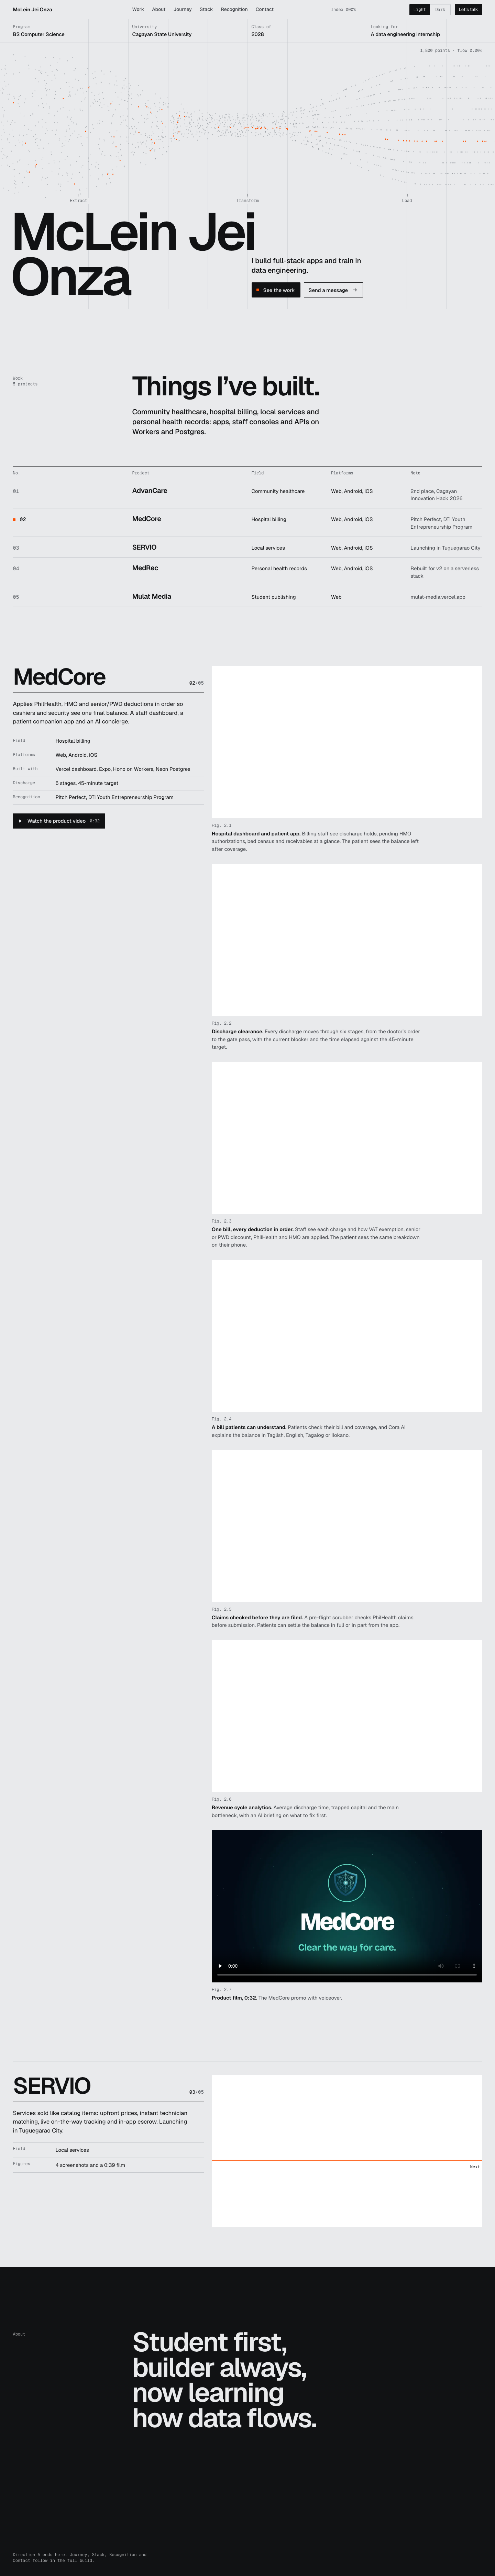 McLein Jei Onza
Work About Journey Stack Recognition Contact
Index 0005
Light Dark Let's talk
Program University Class of Looking for
BS Computer Science Cagayan State University 2028 A data engineering internship
Extract Transform Load
McLein Jei
Onza
I build full-stack apps and train in
data engineering.
See the work Send a message →
Work
5 projects
Things I've built.
Community healthcare, hospital billing, local services and
personal health records: apps, staff consoles and APIs on
Workers and Postgres.
No. Project Field Platforms Note
01 AdvanCare Community healthcare Web, Android, iOS 2nd place, Cagayan
Innovation Hack 2026
02 MedCore Hospital billing Web, Android, iOS Pitch Perfect, DTI Youth
Entrepreneurship Program
03 SERVIO Local services Web, Android, iOS Launching in Tuguegarao City
04 MedRec Personal health records Web, Android, iOS Rebuilt for v2 on a serverless
stack
05 Mulat Media Student publishing Web mulat-media.vercel.app
MedCore
02/05
Applies PhilHealth, HMO and senior/PWD deductions in order so
cashiers and security see one final balance. A staff dashboard, a
patient companion app and an AI concierge.
Field Hospital billing
Platforms Web, Android, iOS
Built with Vercel dashboard, Expo, Hono on Workers, Neon Postgres
Discharge 6 stages, 45-minute target
Recognition Pitch Perfect, DTI Youth Entrepreneurship Program
Watch the product video 0:32
Fig. 2.1
Hospital dashboard and patient app. Billing staff see discharge holds, pending HMO
authorizations, bed census and receivables at a glance. The patient sees the balance left
after coverage.
Fig. 2.2
Discharge clearance. Every discharge moves through six stages, from the doctor's order
to the gate pass, with the current blocker and the time elapsed against the 45-minute
target.
Fig. 2.3
One bill, every deduction in order. Staff see each charge and how VAT exemption, senior
or PWD discount, PhilHealth and HMO are applied. The patient sees the same breakdown
on their phone.
Fig. 2.4
A bill patients can understand. Patients check their bill and coverage, and Cora AI
explains the balance in Taglish, English, Tagalog or Ilokano.
Fig. 2.5
Claims checked before they are filed. A pre-flight scrubber checks PhilHealth claims
before submission. Patients can settle the balance in full or in part from the app.
Fig. 2.6
Revenue cycle analytics. Average discharge time, trapped capital and the main
bottleneck, with an AI briefing on what to fix first.
MedCore
Clear the way for care.
0:00
Fig. 2.7
Product film, 0:32. The MedCore promo with voiceover.
SERVIO
03/05
Services sold like catalog items: upfront prices, instant technician
matching, live on-the-way tracking and in-app escrow. Launching
in Tuguegarao City.
Field Local services
Figures 4 screenshots and a 0:39 film
Next
About
Student first,
builder always,
now learning
how data flows.
Direction A ends here. Journey, Stack, Recognition and
Contact follow in the full build.